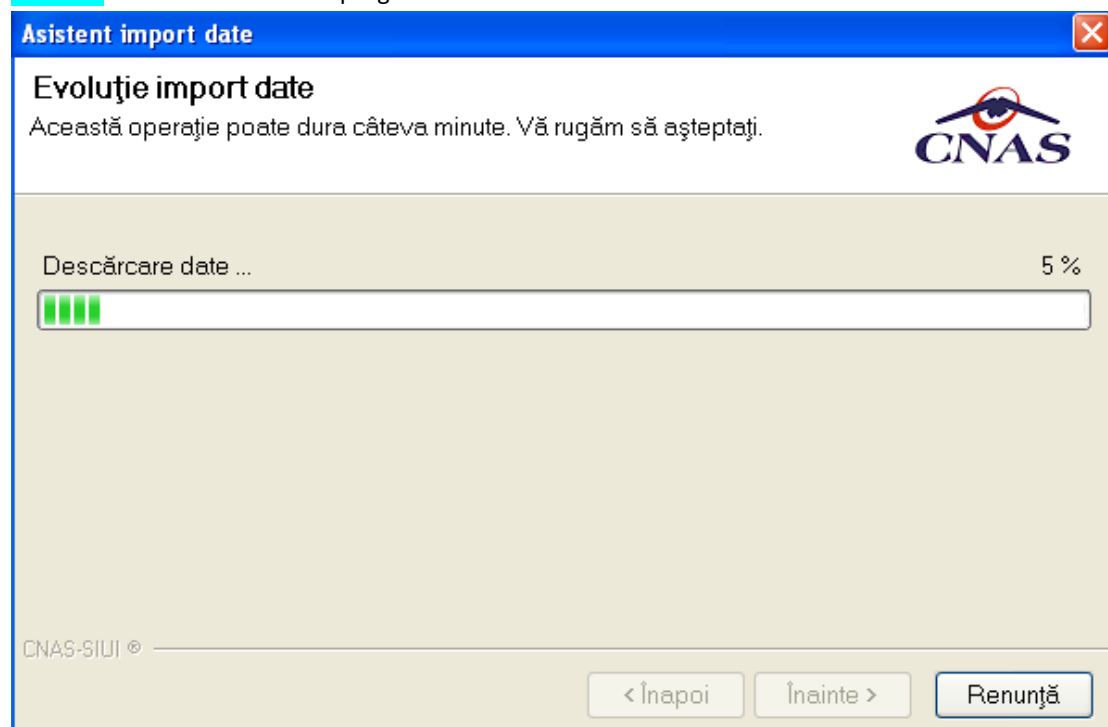 Asistent import date
Evoluţie import date
Această operaţie poate dura câteva minute. Vă rugăm să aşteptaţi.
CNAS
Descărcare date ... 5 %
CNAS-SIUI ®
< Înapoi Înainte > Renunţă